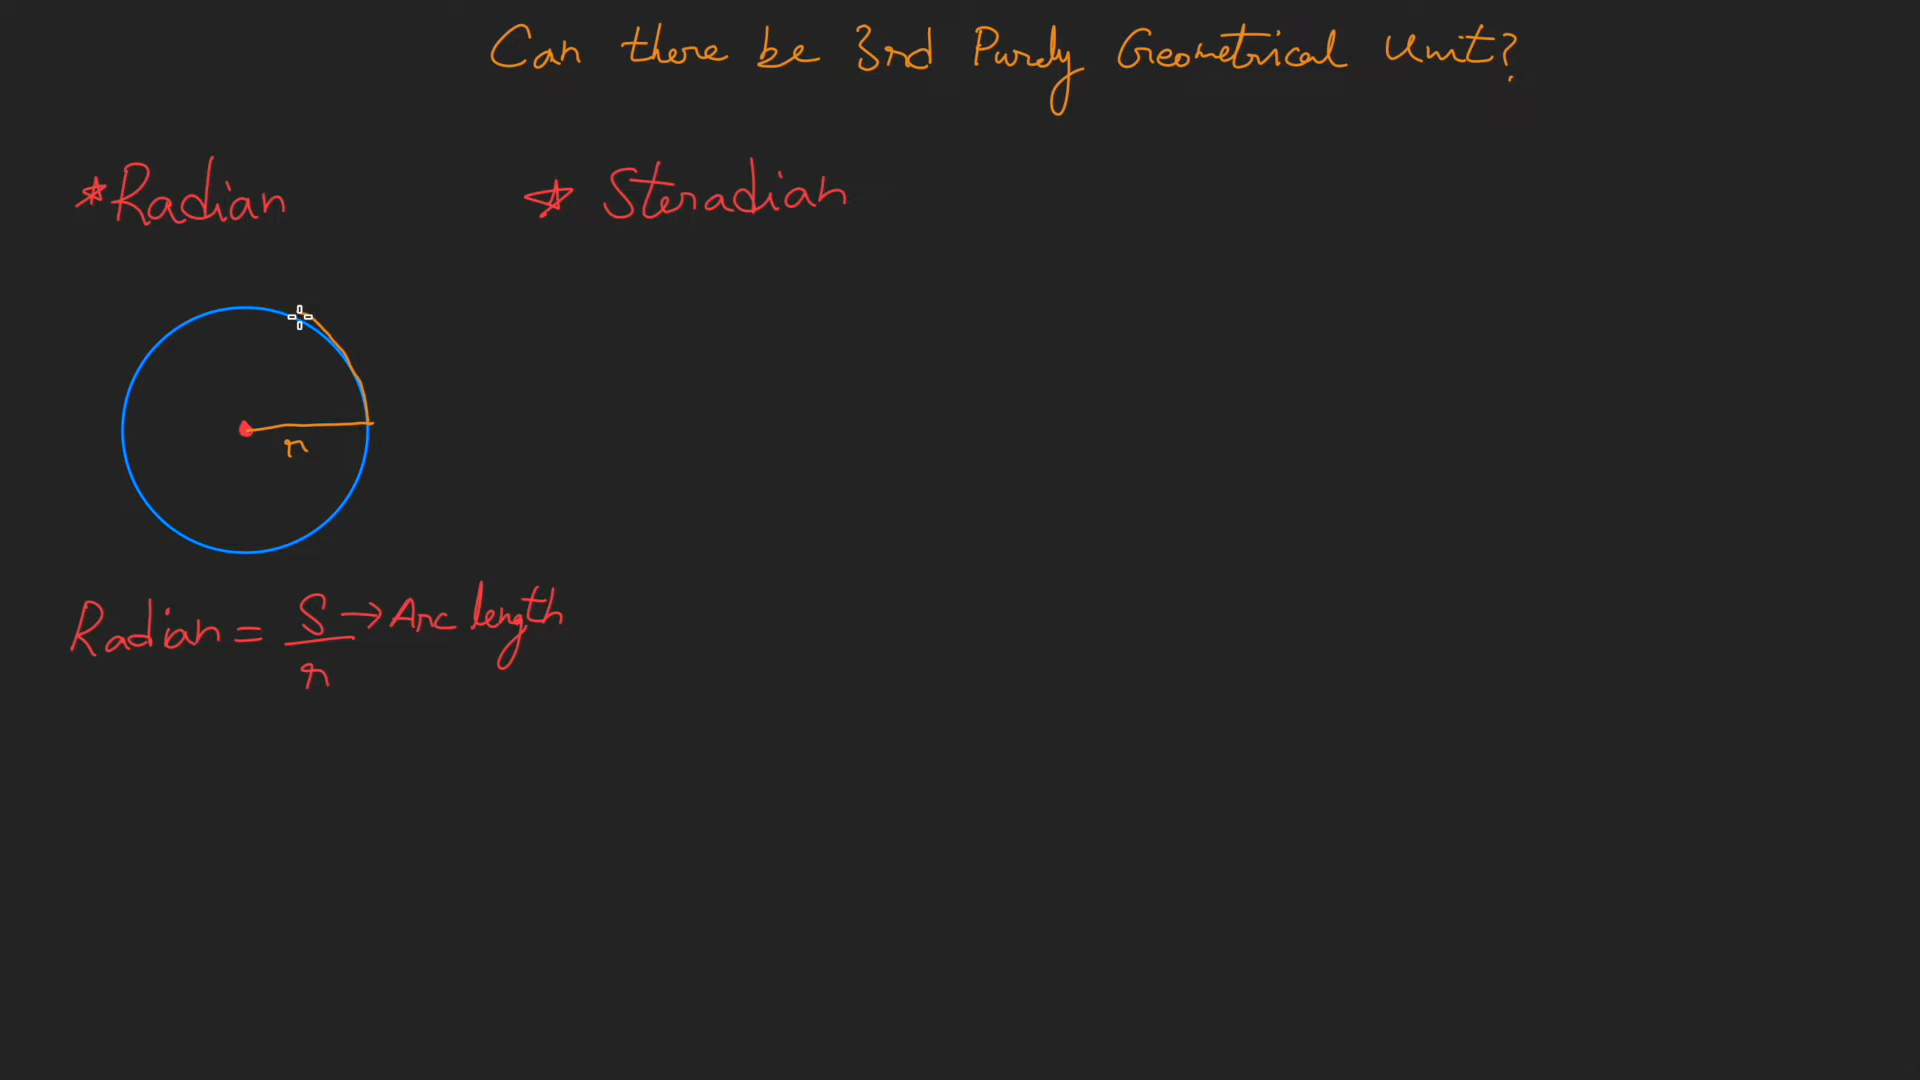 Can there be 3rd Purely Geometrical Unit?
*Radian
* Steradian
r
Radian = S → Arc length
r